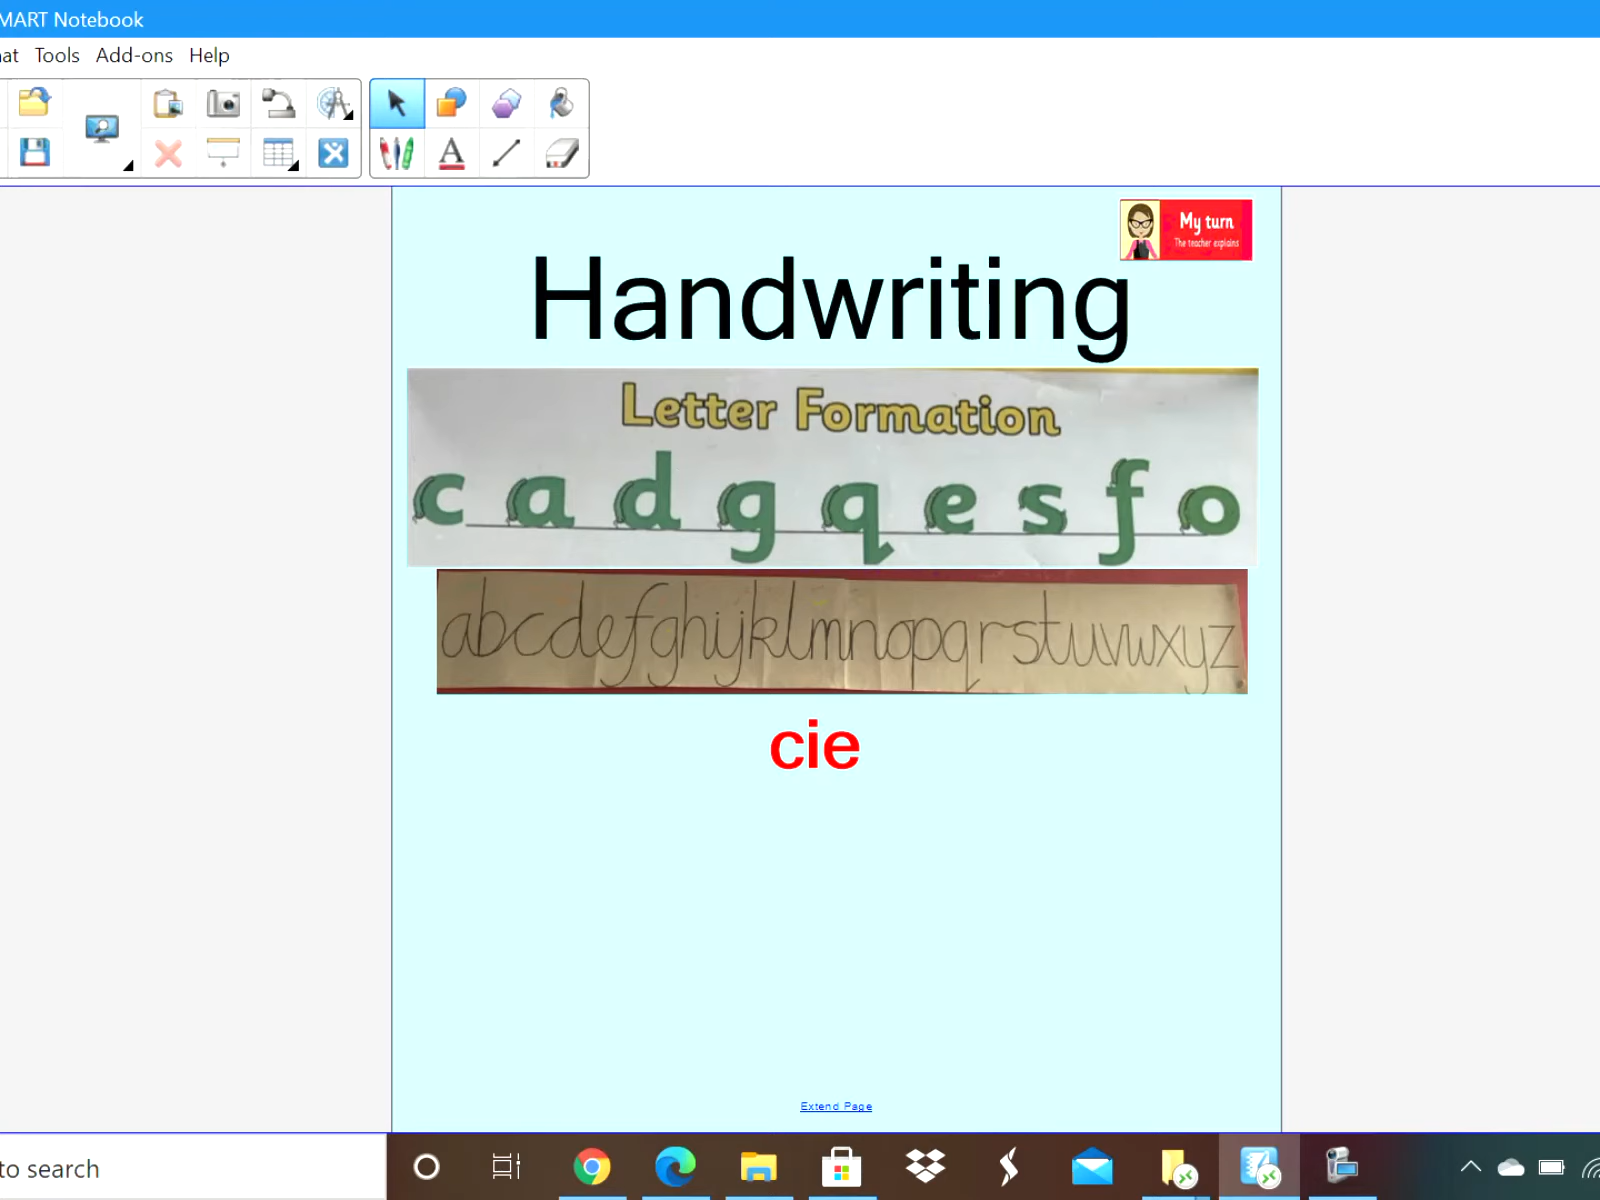 MART Notebook
at Tools Add-ons Help
My turn
The teacher explains
Handwriting
Letter Formation
c a d g q e s f o
abcdefghijklmnopqrstuvwxyz
cie
Extend Page
to search